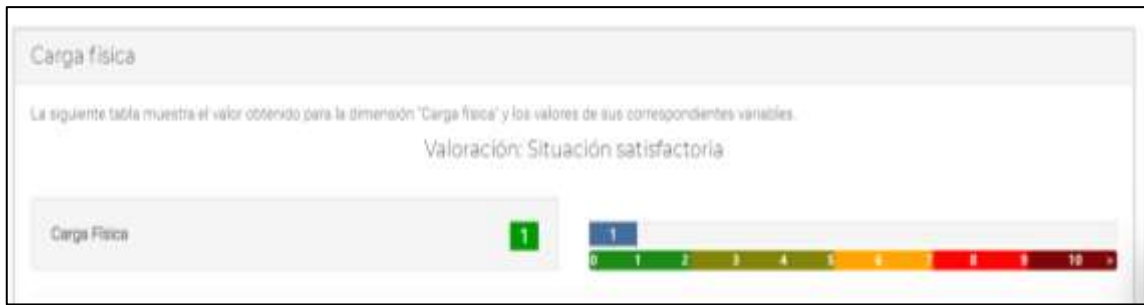 Carga física
La siguiente tabla muestra el valor obtenido para la dimensión "Carga física" y los valores de sus correspondientes variables.
Valoración: Situación satisfactoria
Carga Física 1 1
0 1 2 3 4 5 6 7 8 9 10 >